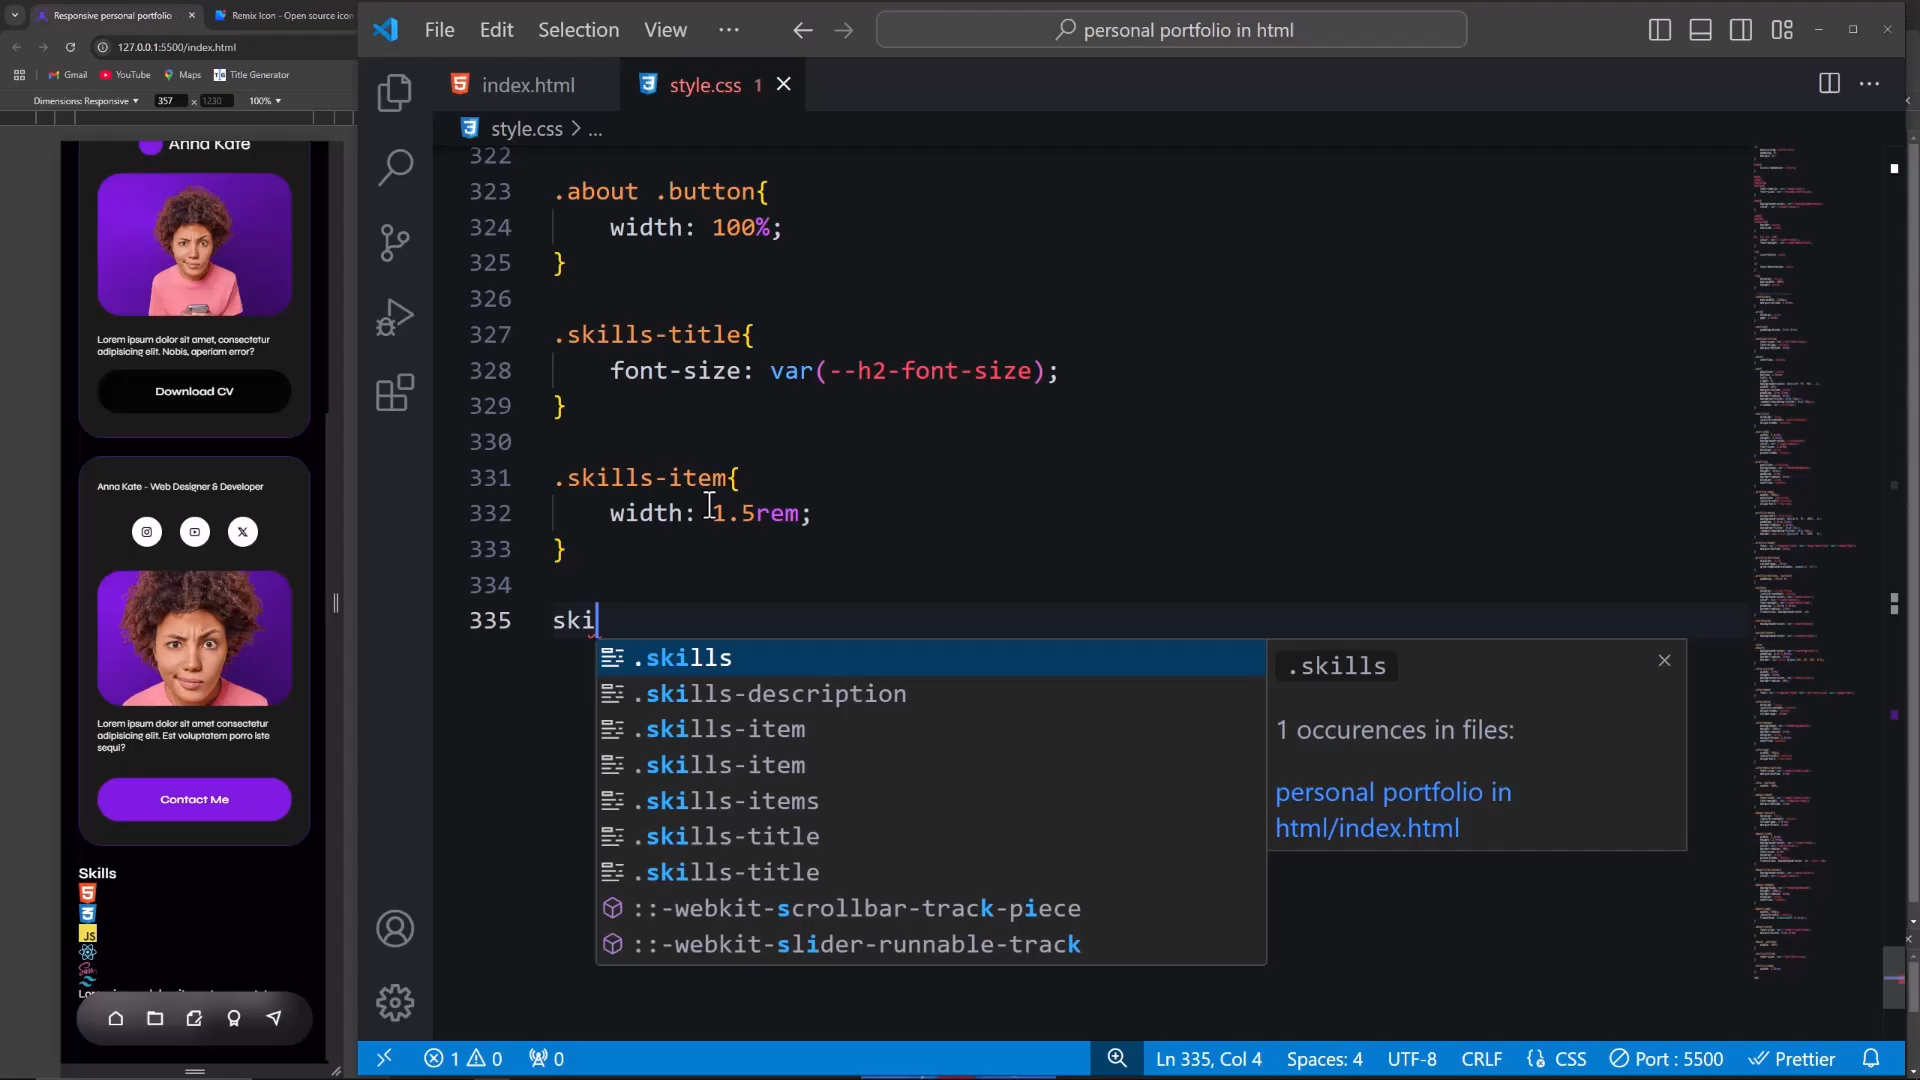 Responsive personal portfolio
Remix Icon - Open source icon
127.0.0.1:5500/index.html
Gmail YouTube Maps Title Generator
Dimensions: Responsive 357 x 1230 100%
Anna Kate
Lorem ipsum dolor sit amet, consectetur
adipisicing elit. Nobis, aperiam error?
Download CV
Anna Kate - Web Designer & Developer
Lorem ipsum dolor sit amet consectetur
adipisicing elit. Est voluptatem porro iste
sequi?
Contact Me
Skills
JS
File Edit Selection View ···
personal portfolio in html
index.html
style.css 1
style.css > ...
322
323 .about .button{
324 width: 100%;
325 }
326
327 .skills-title{
328 font-size: var(--h2-font-size);
329 }
330
331 .skills-item{
332 width: 1.5rem;
333 }
334
335 ski
.skills
.skills-description
.skills-item
.skills-item
.skills-items
.skills-title
.skills-title
::-webkit-scrollbar-track-piece
::-webkit-slider-runnable-track
.skills
1 occurences in files:
personal portfolio in
html/index.html
1 0 0 Ln 335, Col 4 Spaces: 4 UTF-8 CRLF CSS Port : 5500 Prettier